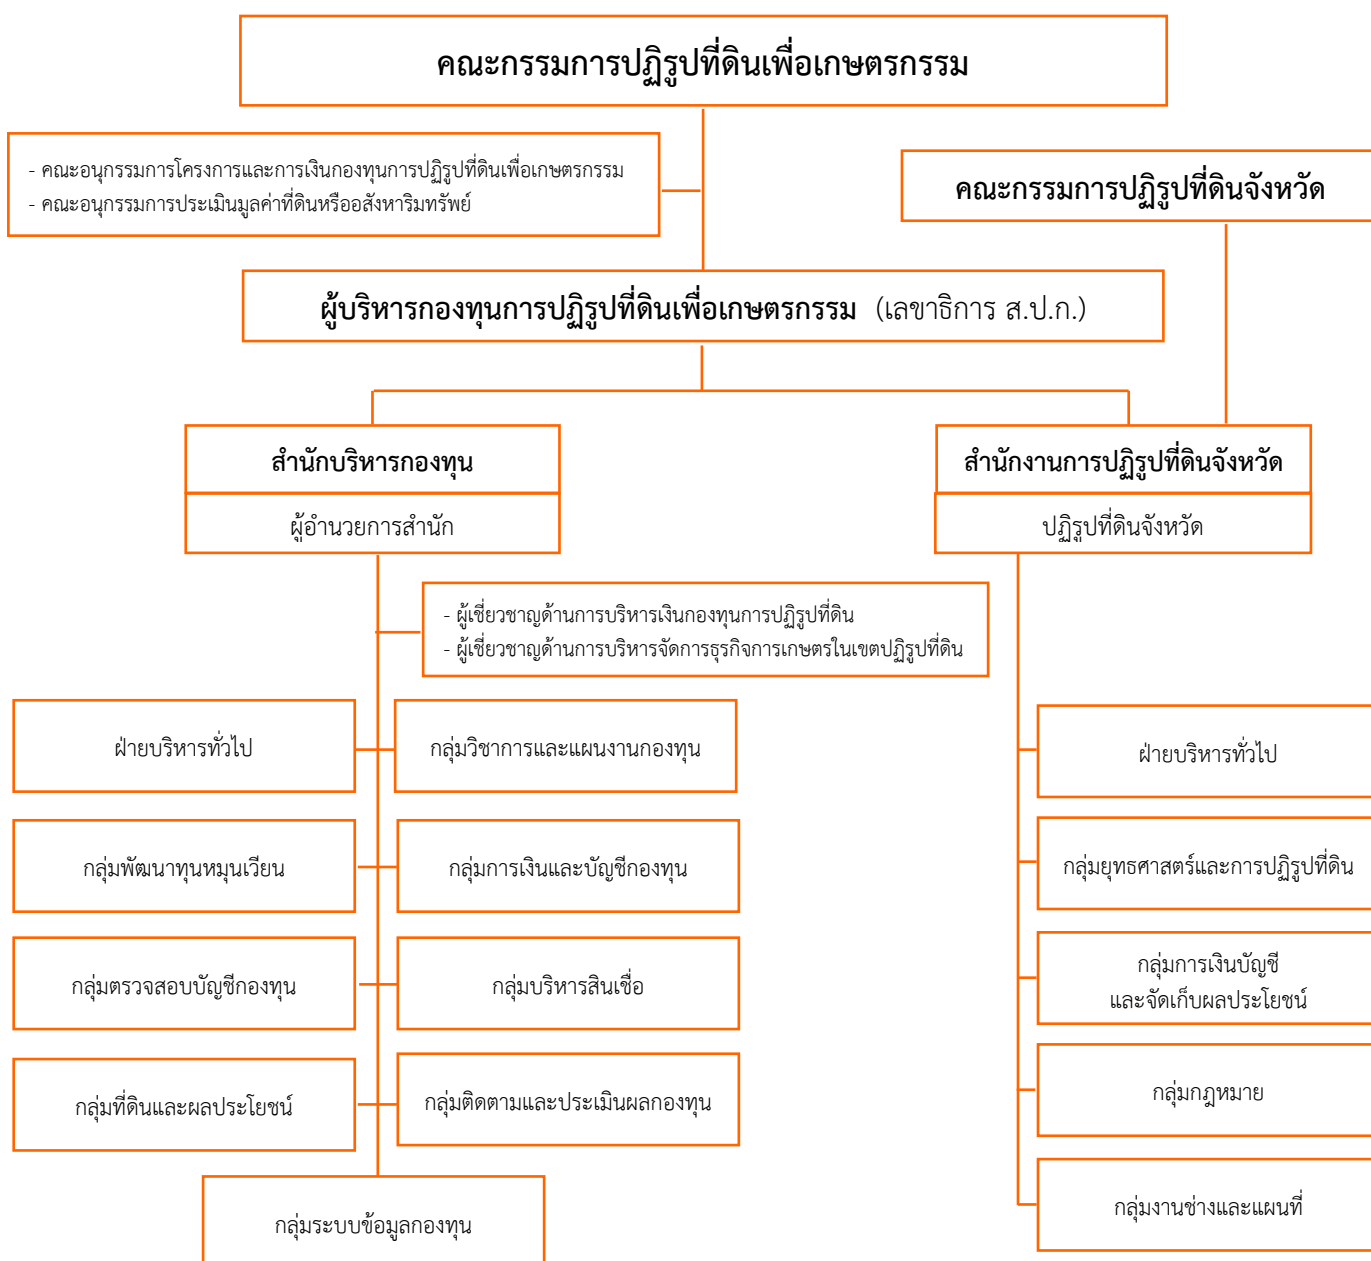 คณะกรรมการปฏิรูปที่ดินเพื่อเกษตรกรรม
- คณะอนุกรรมการโครงการและการเงินกองทุนการปฏิรูปที่ดินเพื่อเกษตรกรรม
- คณะอนุกรรมการประเมินมูลค่าที่ดินหรืออสังหาริมทรัพย์
คณะกรรมการปฏิรูปที่ดินจังหวัด
ผู้บริหารกองทุนการปฏิรูปที่ดินเพื่อเกษตรกรรม (เลขาธิการ ส.ป.ก.)
สำนักบริหารกองทุน
ผู้อำนวยการสำนัก
สำนักงานการปฏิรูปที่ดินจังหวัด
ปฏิรูปที่ดินจังหวัด
- ผู้เชี่ยวชาญด้านการบริหารเงินกองทุนการปฏิรูปที่ดิน
- ผู้เชี่ยวชาญด้านการบริหารจัดการธุรกิจการเกษตรในเขตปฏิรูปที่ดิน
ฝ่ายบริหารทั่วไป
กลุ่มวิชาการและแผนงานกองทุน
กลุ่มพัฒนาทุนหมุนเวียน
กลุ่มการเงินและบัญชีกองทุน
กลุ่มตรวจสอบบัญชีกองทุน
กลุ่มบริหารสินเชื่อ
กลุ่มที่ดินและผลประโยชน์
กลุ่มติดตามและประเมินผลกองทุน
กลุ่มระบบข้อมูลกองทุน
ฝ่ายบริหารทั่วไป
กลุ่มยุทธศาสตร์และการปฏิรูปที่ดิน
กลุ่มการเงินบัญชี
และจัดเก็บผลประโยชน์
กลุ่มกฎหมาย
กลุ่มงานช่างและแผนที่